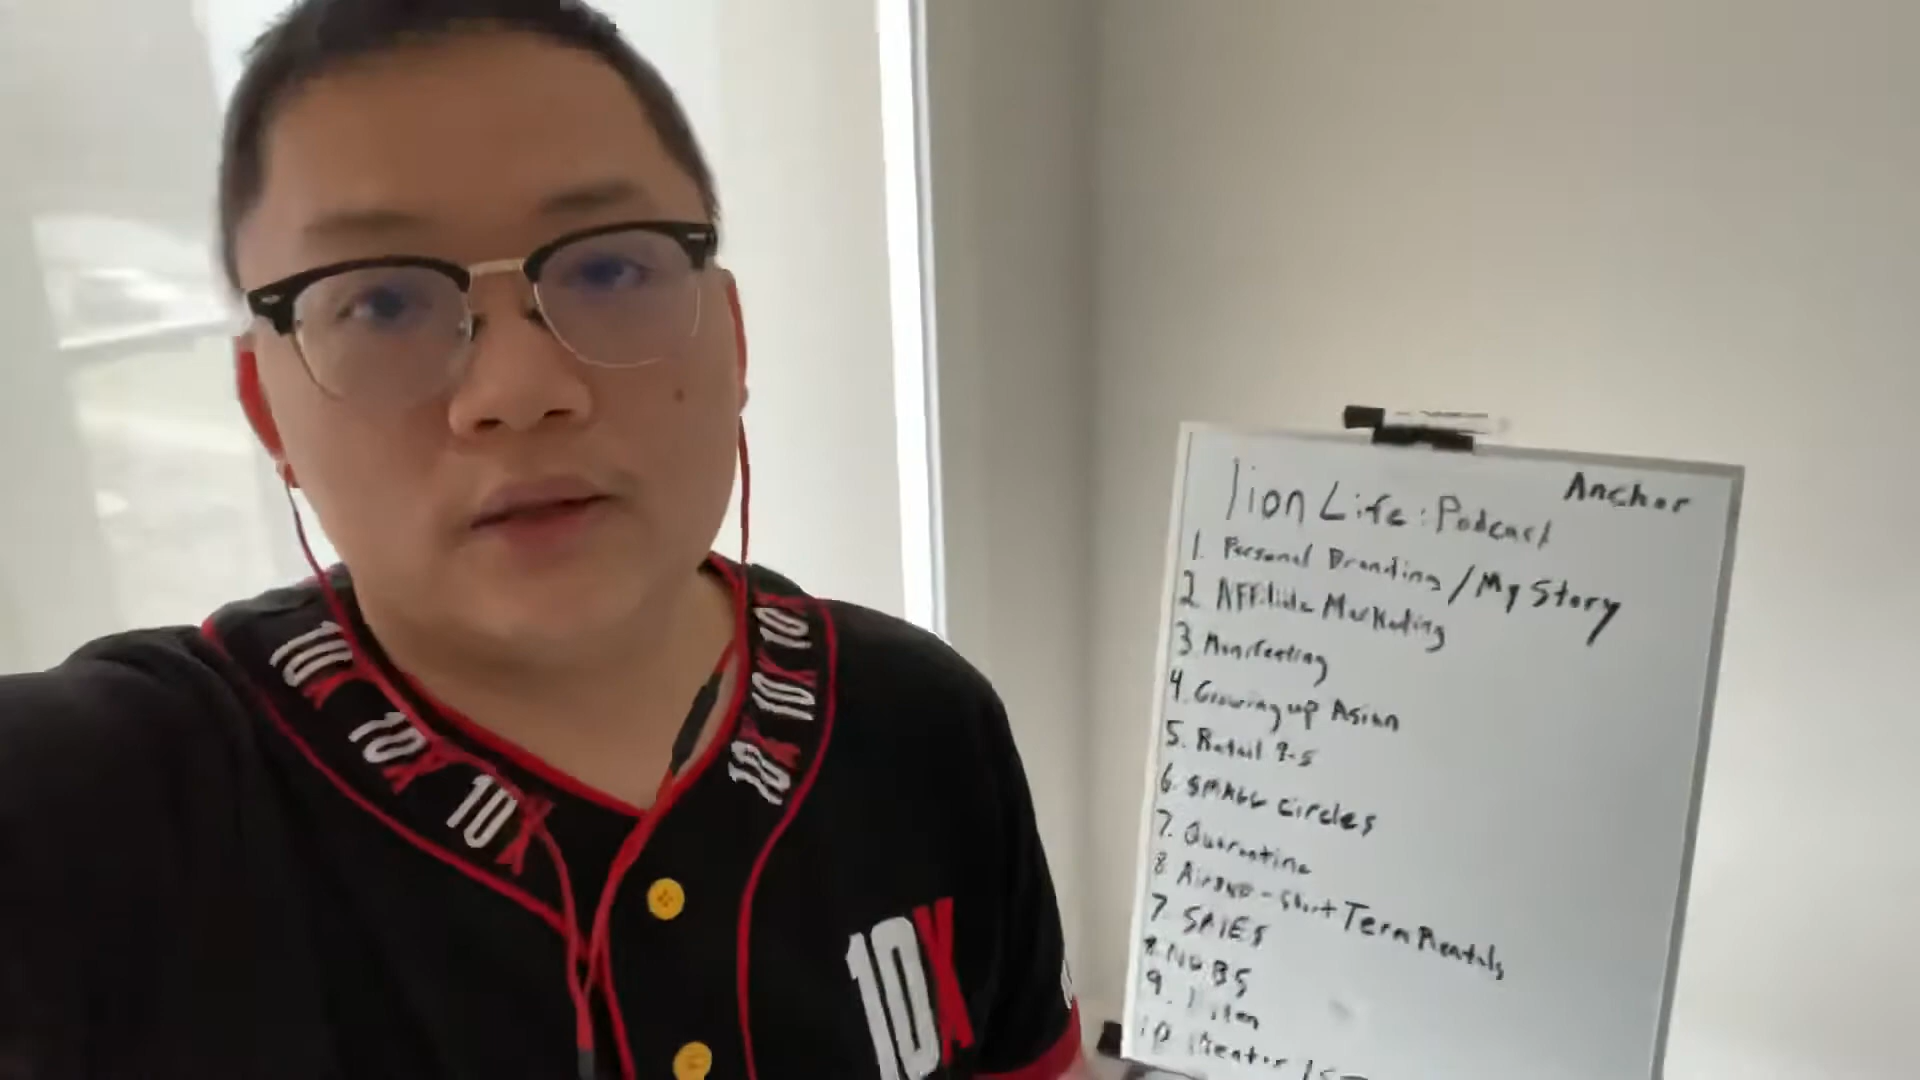 10X 10X 10X
10X 10X 10X
10X
Anchor
lion Life: Podcast
1. Personal Branding / My Story
2 Affiliate Marketing
3 Manifesting
4. Growing up Asian
5. Retail 9-5
6. SMALL circles
7. Quarantine
8. Airbnb - Short Term Rentals
7. SALES
8. No BS
9.
10